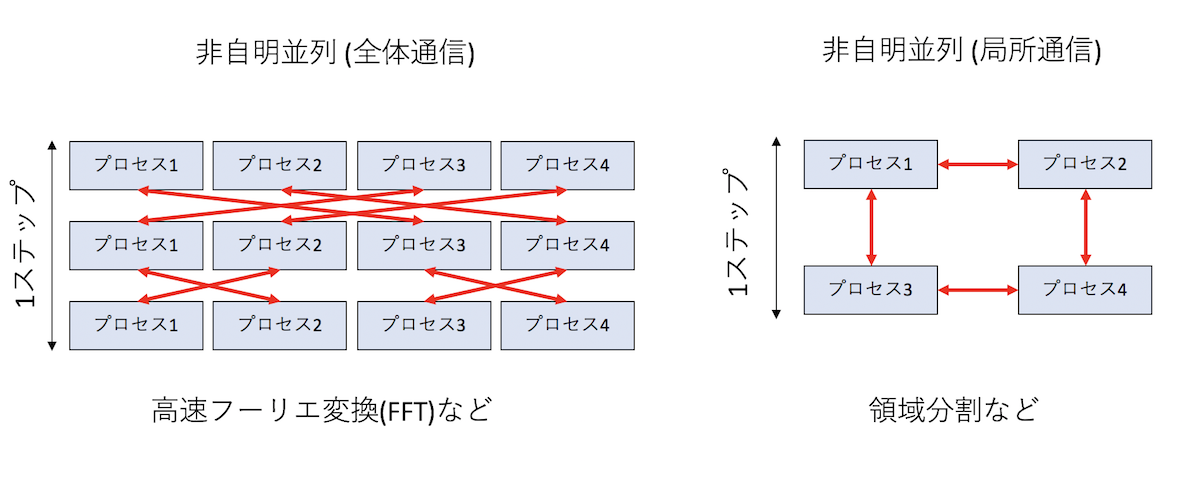 非自明並列 (全体通信)
1ステップ
プロセス1 プロセス2 プロセス3 プロセス4
プロセス1 プロセス2 プロセス3 プロセス4
プロセス1 プロセス2 プロセス3 プロセス4
高速フーリエ変換(FFT)など
非自明並列 (局所通信)
1ステップ
プロセス1 プロセス2
プロセス3 プロセス4
領域分割など